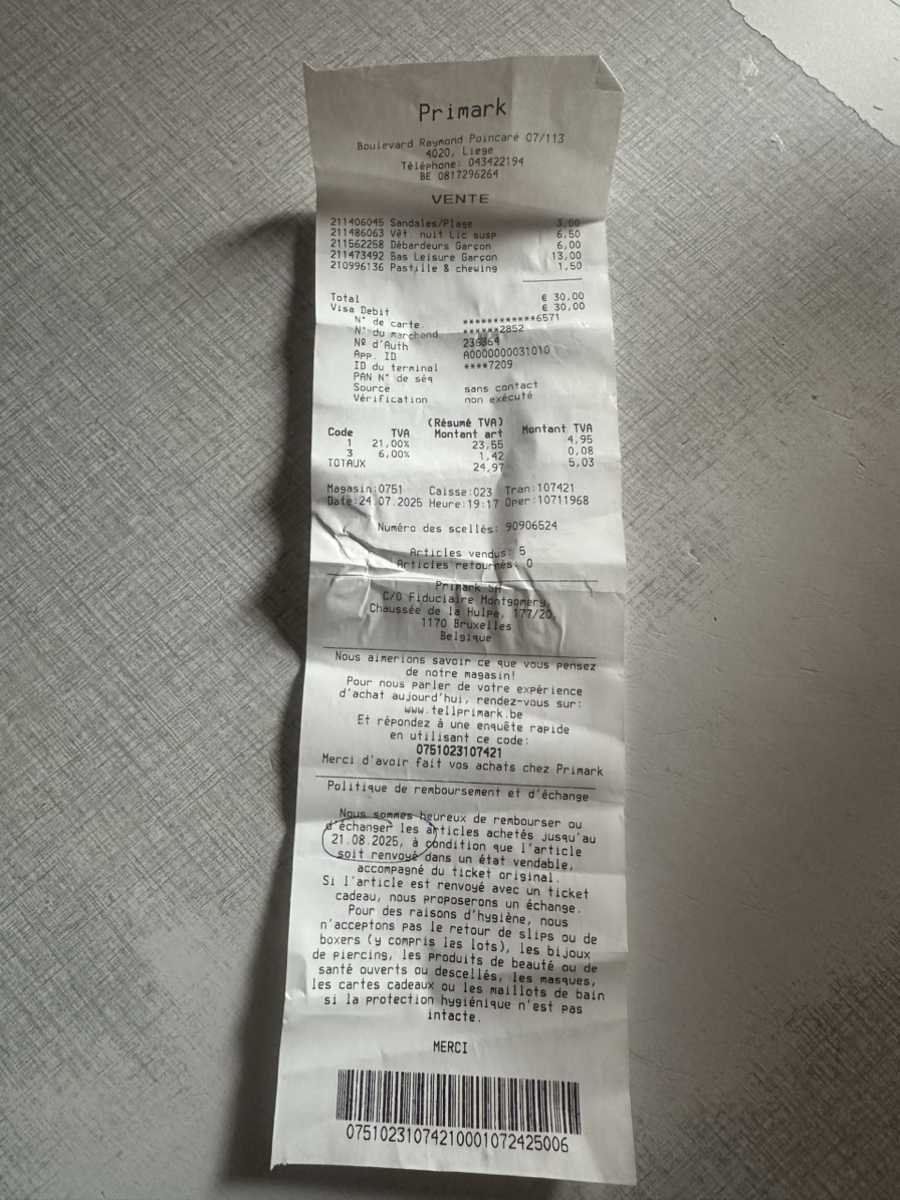 Primark
Boulevard Raymond Poincaré 07/113
4020, Liege
Téléphone: 043422194
BE 0817296264
VENTE
211406045 Sandales/Plage 3,00
211486063 Vêt. nuit Lic susp 6,50
211562258 Débardeurs Garçon 6,00
211473492 Bas Leisure Garçon 13,00
210996136 Pastille & chewing 1,50
Total € 30,00
Visa Debit € 30,00
N° de carte. ************6571
N° du marchand ******2852
Nº d'Auth 236364
App. ID A0000000031010
ID du terminal ****7209
PAN N° de séq
Source sans contact
Vérification non exécuté
(Résumé TVA)
Code TVA Montant art Montant TVA
1 21,00% 23,55 4,95
3 6,00% 1,42 0,08
TOTAUX 24,97 5,03
Magasin:0751 Caisse:023 Tran:107421
Date:24.07.2025 Heure:19:17 Oper:10711968
Numéro des scellés: 90906524
Articles vendus: 5
Articles retournés: 0
Primark SA
C/O Fiduciaire Montgomery,
Chaussée de la Hulpe, 177/20,
1170 Bruxelles
Belgique
Nous aimerions savoir ce que vous pensez
de notre magasin!
Pour nous parler de votre expérience
d'achat aujourd'hui, rendez-vous sur:
www.tellprimark.be
Et répondez à une enquête rapide
en utilisant ce code:
0751023107421
Merci d'avoir fait vos achats chez Primark
Politique de remboursement et d'échange
Nous sommes heureux de rembourser ou
d'échanger les articles achetés jusqu'au
21.08.2025, à condition que l'article
soit renvoyé dans un état vendable,
accompagné du ticket original.
Si l'article est renvoyé avec un ticket
cadeau, nous proposerons un échange.
Pour des raisons d'hygiène, nous
n'acceptons pas le retour de slips ou de
boxers (y compris les lots), les bijoux
de piercing, les produits de beauté ou de
santé ouverts ou descellés, les masques,
les cartes cadeaux ou les maillots de bain
si la protection hygiénique n'est pas
intacte.
MERCI
07510231074210001072425006